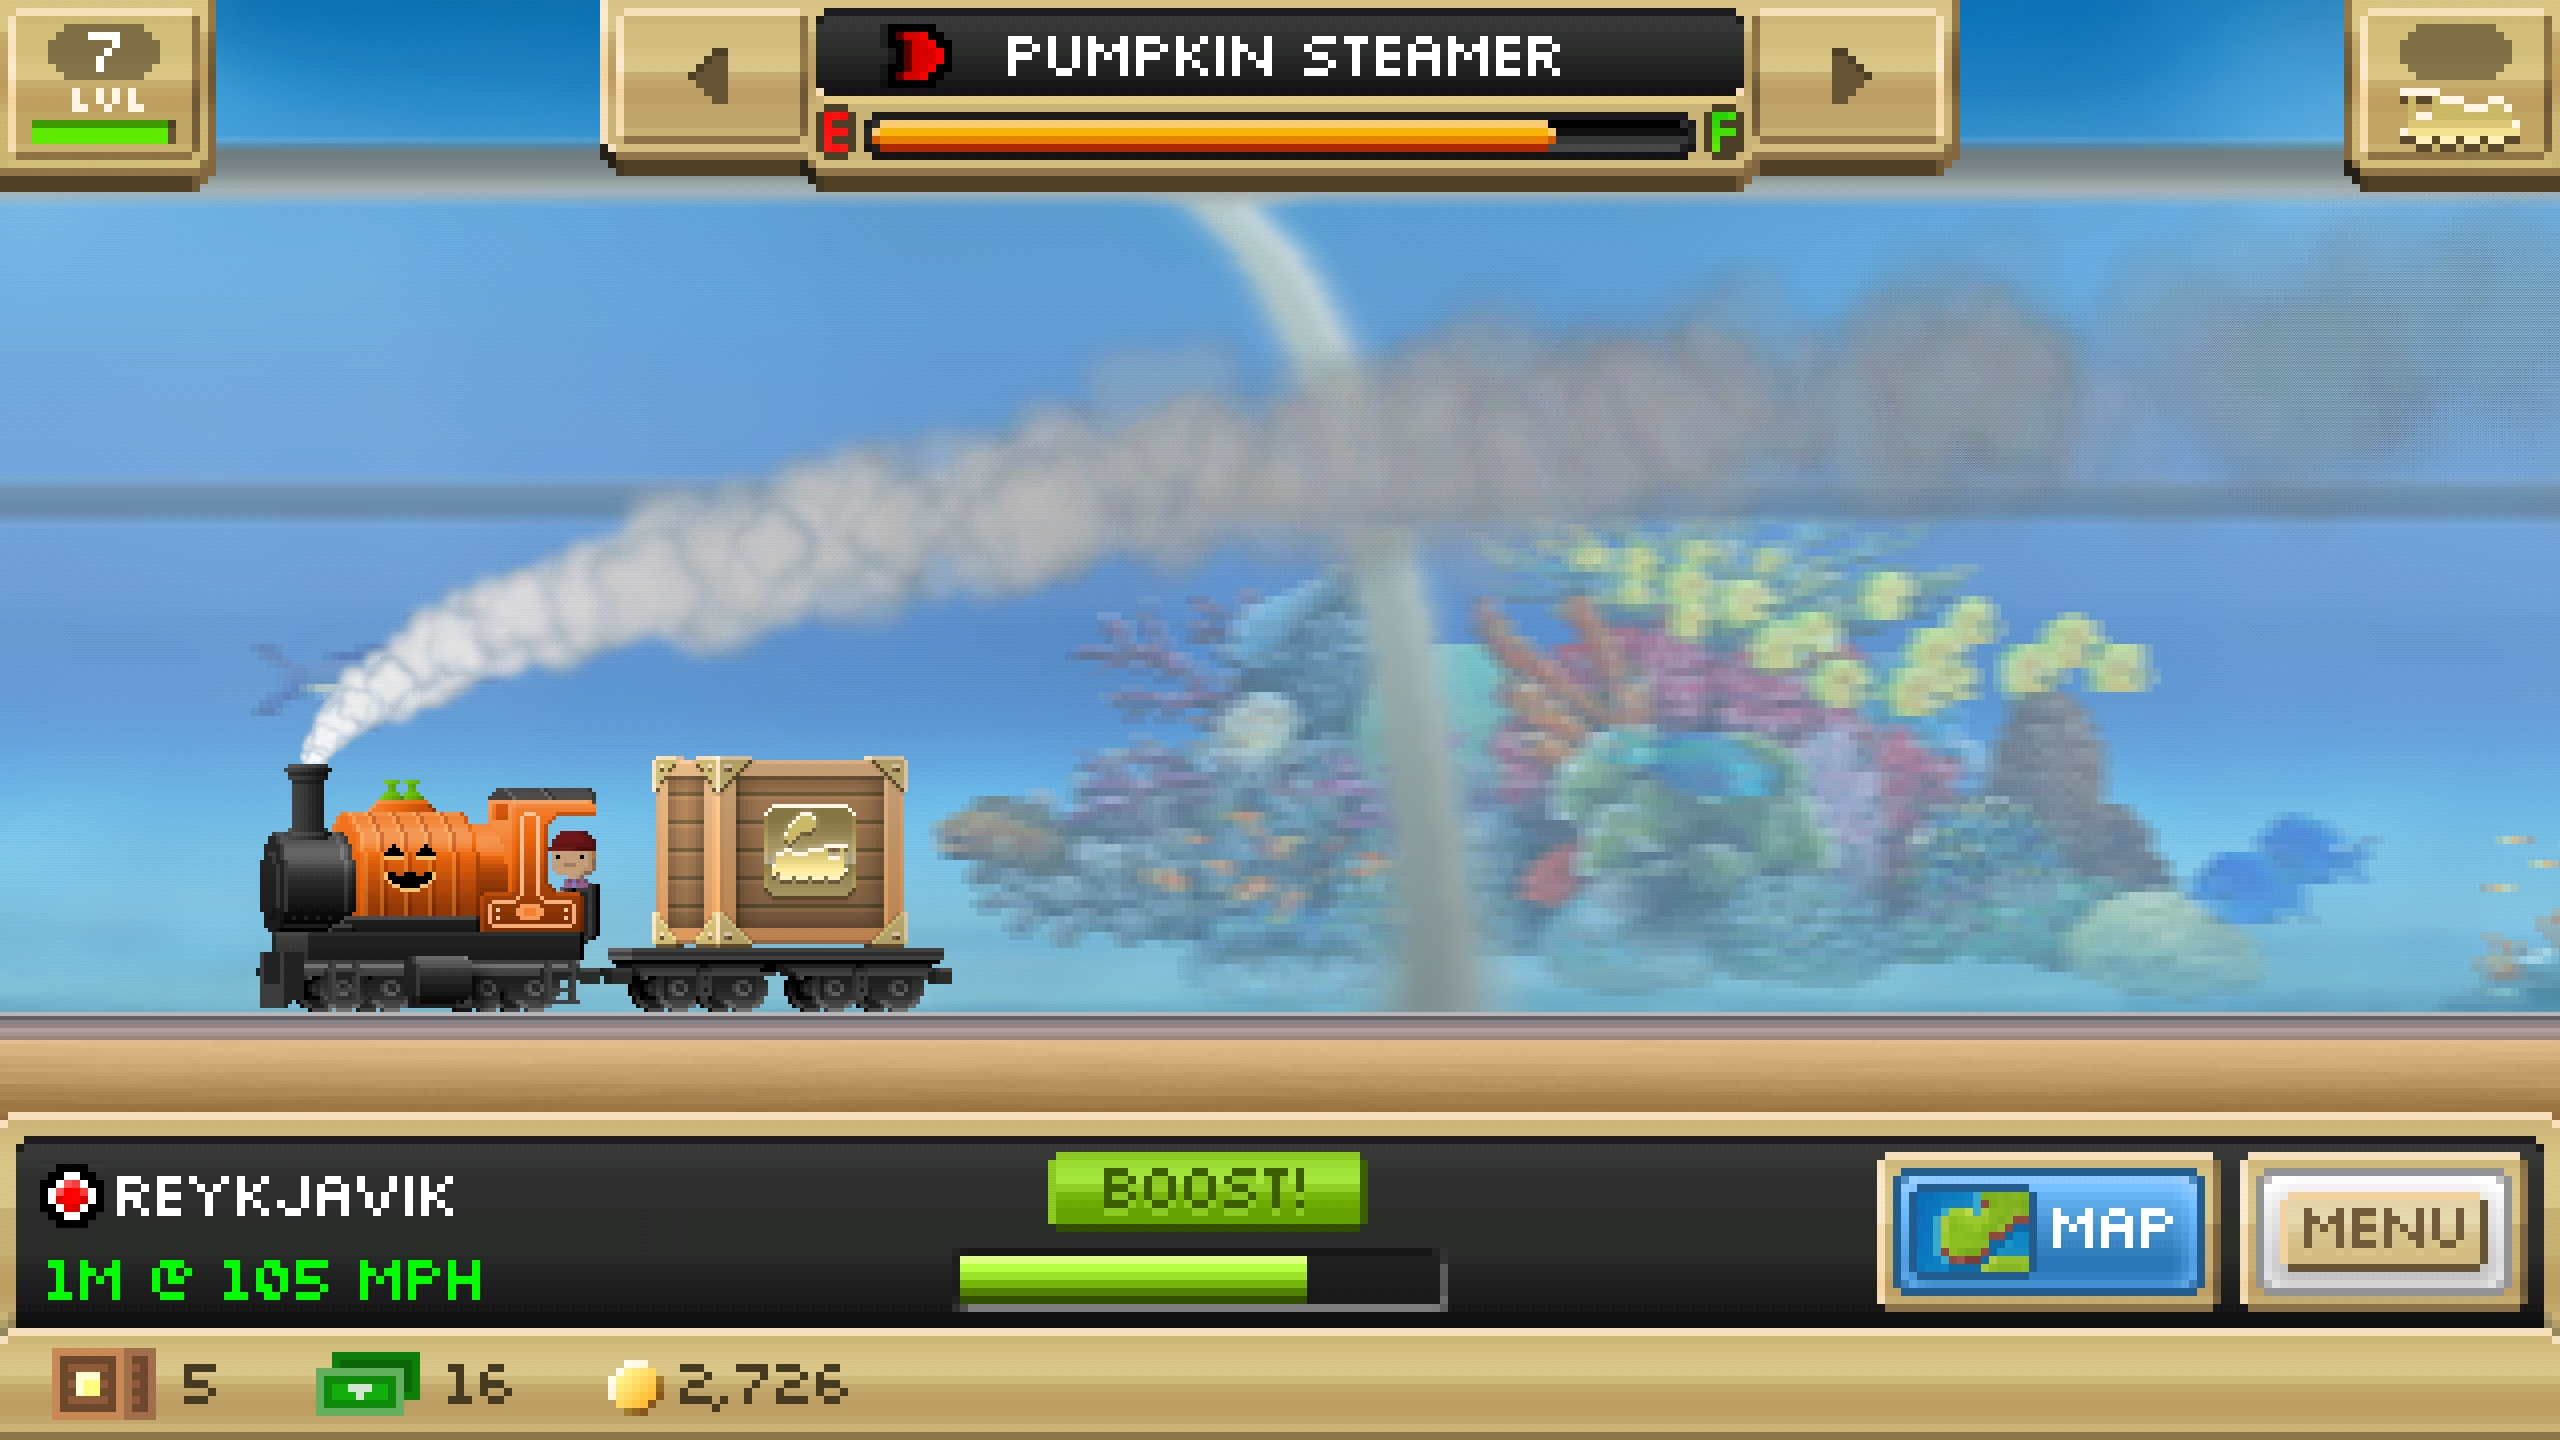 7
LVL
PUMPKIN STEAMER
E F
REYKJAVIK
1M @ 105 MPH
BOOST!
MAP
MENU
5
16
2,726